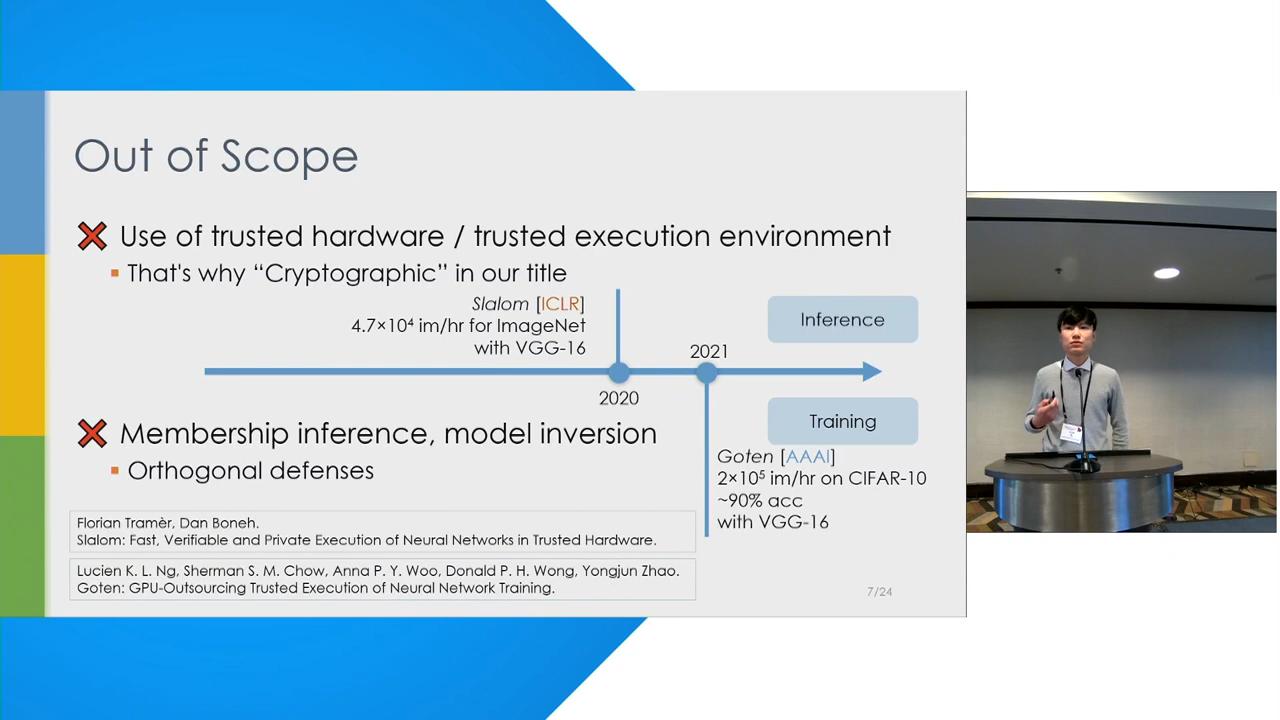 Out of Scope
Use of trusted hardware / trusted execution environment
That's why “Cryptographic” in our title
Slalom [ICLR]
4.7×10⁴ im/hr for ImageNet
with VGG-16
Inference
2021
2020
Training
Membership inference, model inversion
Orthogonal defenses
Goten [AAAI]
2×10⁵ im/hr on CIFAR-10
~90% acc
with VGG-16
Florian Tramèr, Dan Boneh.
Slalom: Fast, Verifiable and Private Execution of Neural Networks in Trusted Hardware.
Lucien K. L. Ng, Sherman S. M. Chow, Anna P. Y. Woo, Donald P. H. Wong, Yongjun Zhao.
Goten: GPU-Outsourcing Trusted Execution of Neural Network Training.
7/24